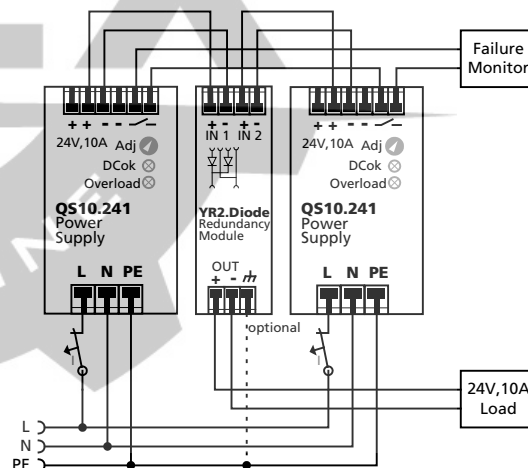 Failure
Monitor
+ + - -
24V,10A Adj
DCok
Overload
QS10.241
Power
Supply
L N PE
+ - + -
IN 1 IN 2
YR2.Diode
Redundancy
Module
OUT
+ -
optional
+ + - -
24V,10A Adj
DCok
Overload
QS10.241
Power
Supply
L N PE
I
I
24V,10A
Load
L
N
PE